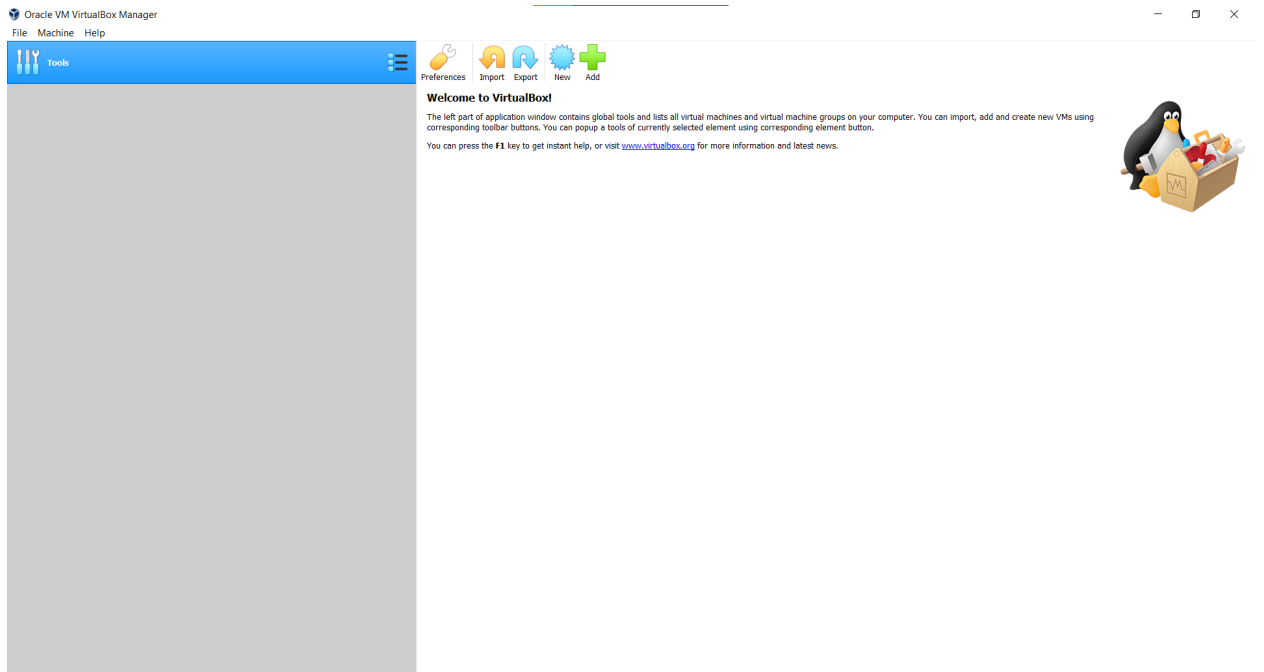 Oracle VM VirtualBox Manager
File Machine Help
Tools
Preferences Import Export New Add
Welcome to VirtualBox!
The left part of application window contains global tools and lists all virtual machines and virtual machine groups on your computer. You can import, add and create new VMs using
corresponding toolbar buttons. You can popup a tools of currently selected element using corresponding element button.
You can press the F1 key to get instant help, or visit www.virtualbox.org for more information and latest news.